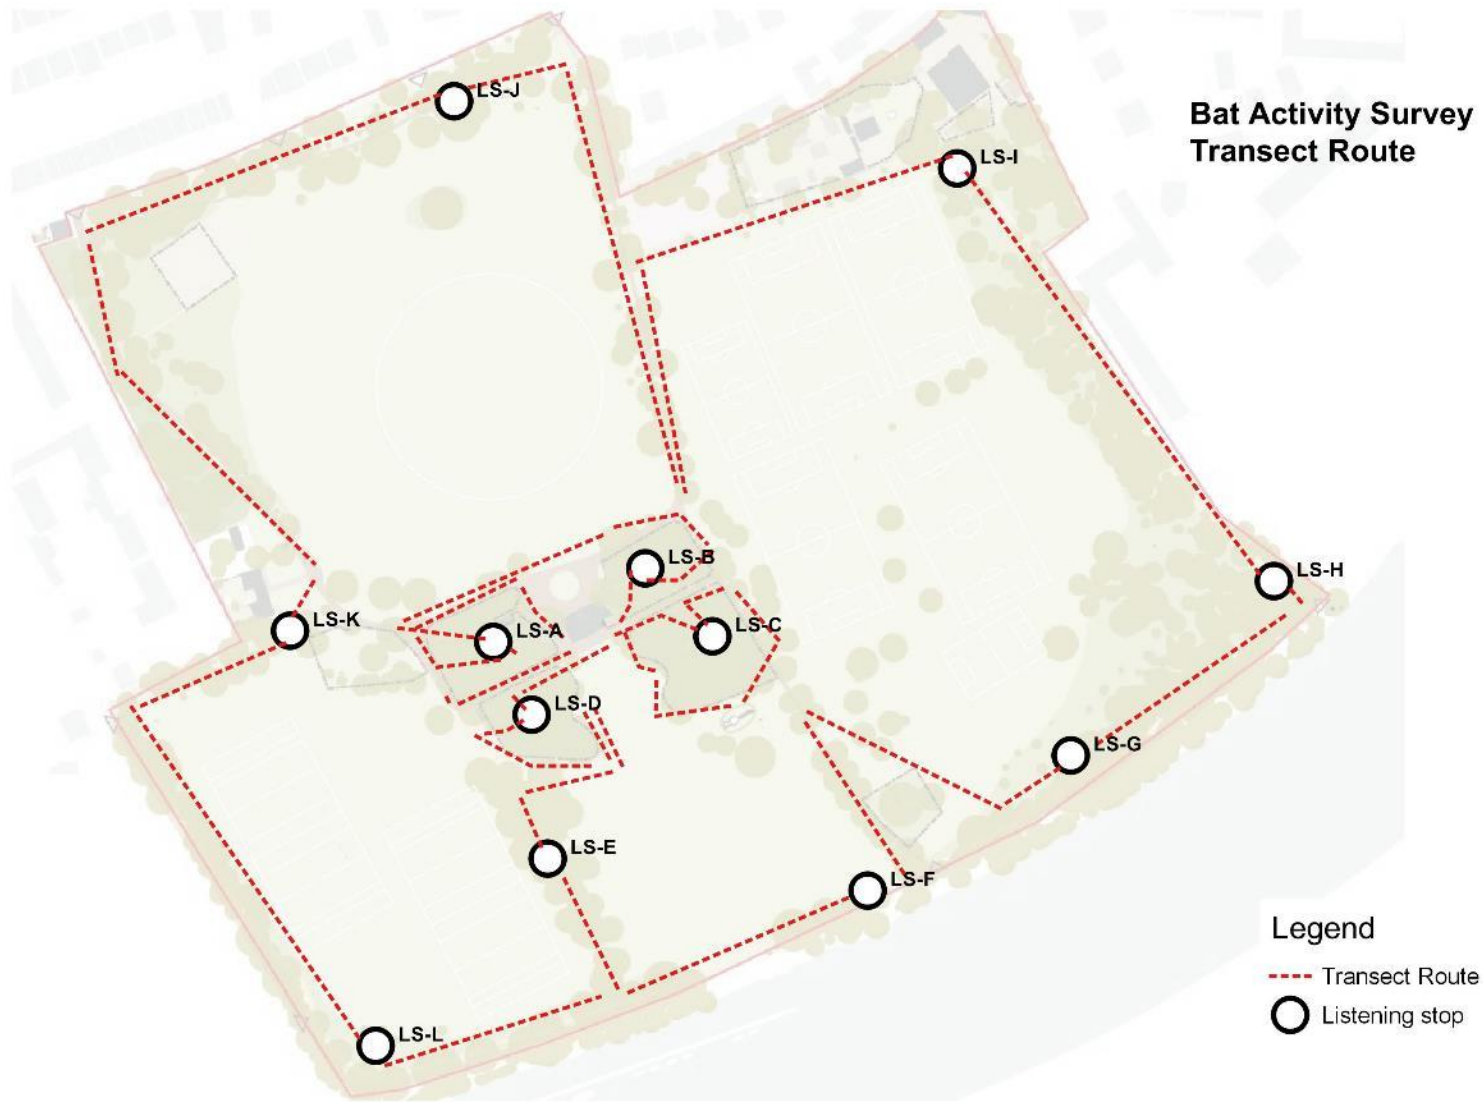 LS-J
Bat Activity Survey
Transect Route
LS-I
LS-B
LS-H
LS-K
LS-A
LS-C
LS-D
LS-G
LS-E
LS-F
Legend
Transect Route
LS-L
Listening stop